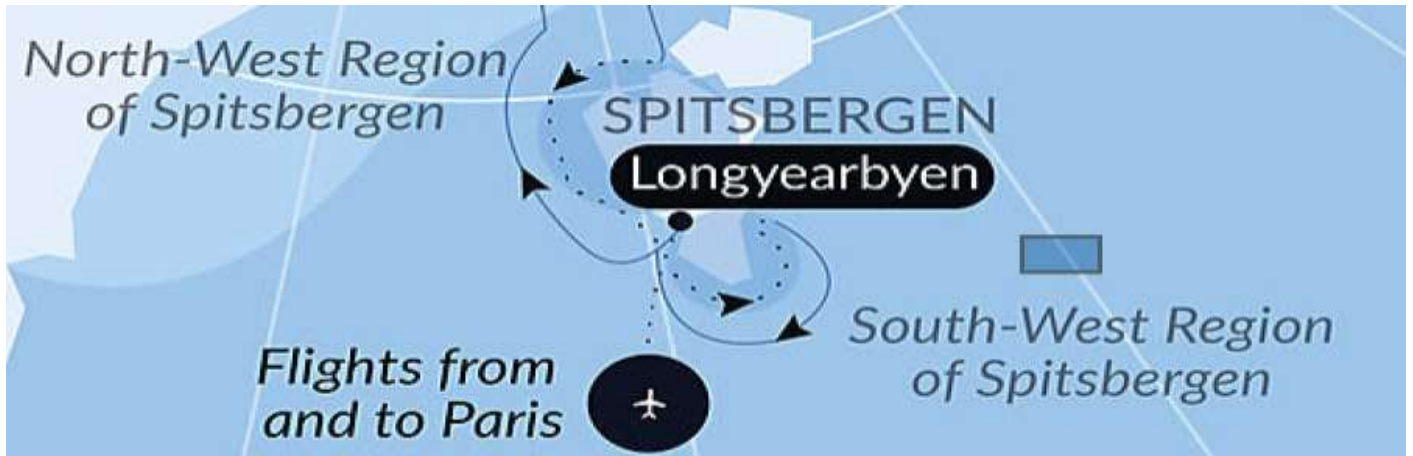 North-West Region
of Spitsbergen
SPITSBERGEN
Longyearbyen
South-West Region
of Spitsbergen
Flights from
and to Paris